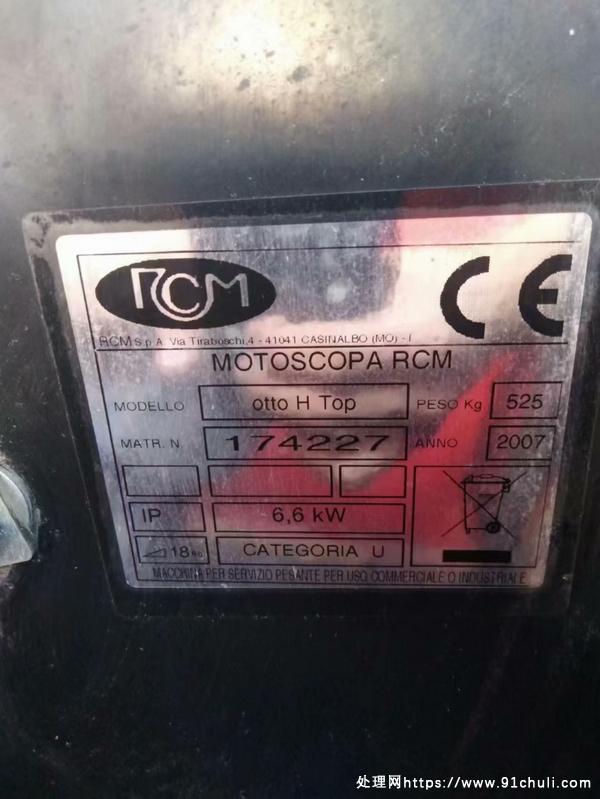 RCM
CE
RCM S.p.A. Via Tiraboschi,4 - 41041 CASINALBO (MO) - I
MOTOSCOPA RCM
MODELLO otto H Top PESO Kg 525
MATR. N. 174227 ANNO 2007
IP 6,6 kW
18% CATEGORIA U
MACCHINA PER SERVIZIO PESANTE PER USO COMMERCIALE O INDUSTRIALE
处理网https://www.91chuli.com